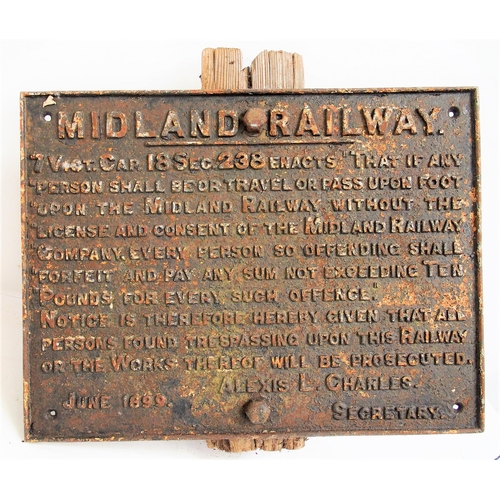 MIDLAND RAILWAY.
7 VICT. CAP. 18 SEC. 238 ENACTS "THAT IF ANY
"PERSON SHALL BE OR TRAVEL OR PASS UPON FOOT
"UPON THE MIDLAND RAILWAY WITHOUT THE
"LICENSE AND CONSENT OF THE MIDLAND RAILWAY
"COMPANY, EVERY PERSON SO OFFENDING SHALL
"FORFEIT AND PAY ANY SUM NOT EXCEEDING TEN
"POUNDS FOR EVERY SUCH OFFENCE."
NOTICE IS THEREFORE HEREBY GIVEN THAT ALL
PERSONS FOUND TRESPASSING UPON THIS RAILWAY
OR THE WORKS THEREOF WILL BE PROSECUTED.
ALEXIS L. CHARLES.
JUNE 1899. SECRETARY.